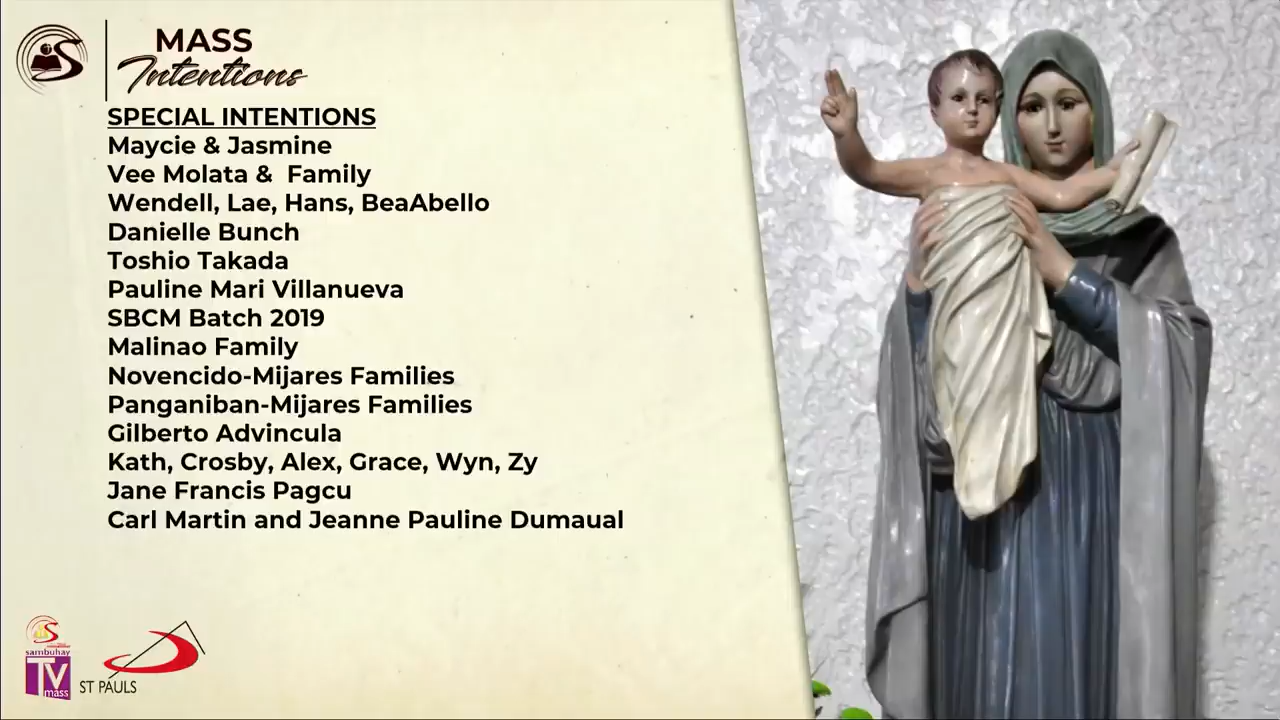 MASS
Intentions
SPECIAL INTENTIONS
Maycie & Jasmine
Vee Molata &  Family
Wendell, Lae, Hans, BeaAbello
Danielle Bunch
Toshio Takada
Pauline Mari Villanueva
SBCM Batch 2019
Malinao Family
Novencido-Mijares Families
Panganiban-Mijares Families
Gilberto Advincula
Kath, Crosby, Alex, Grace, Wyn, Zy
Jane Francis Pagcu
Carl Martin and Jeanne Pauline Dumaual
sambuhay
TV
mass
ST PAULS